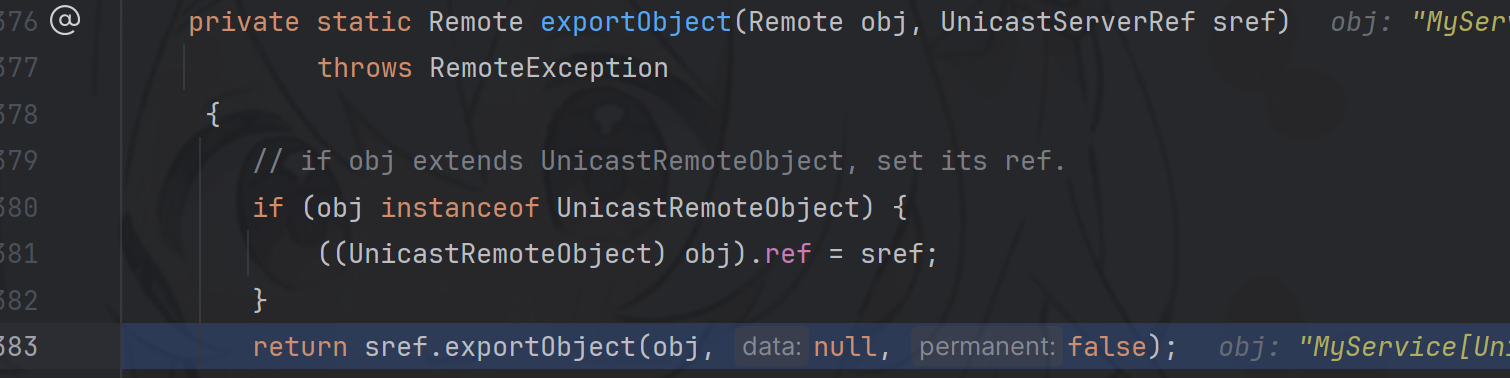 376 @ private static Remote exportObject(Remote obj, UnicastServerRef sref) obj: "MySer
377 throws RemoteException
378 {
379 // if obj extends UnicastRemoteObject, set its ref.
380 if (obj instanceof UnicastRemoteObject) {
381 ((UnicastRemoteObject) obj).ref = sref;
382 }
383 return sref.exportObject(obj, data: null, permanent: false); obj: "MyService[Uni